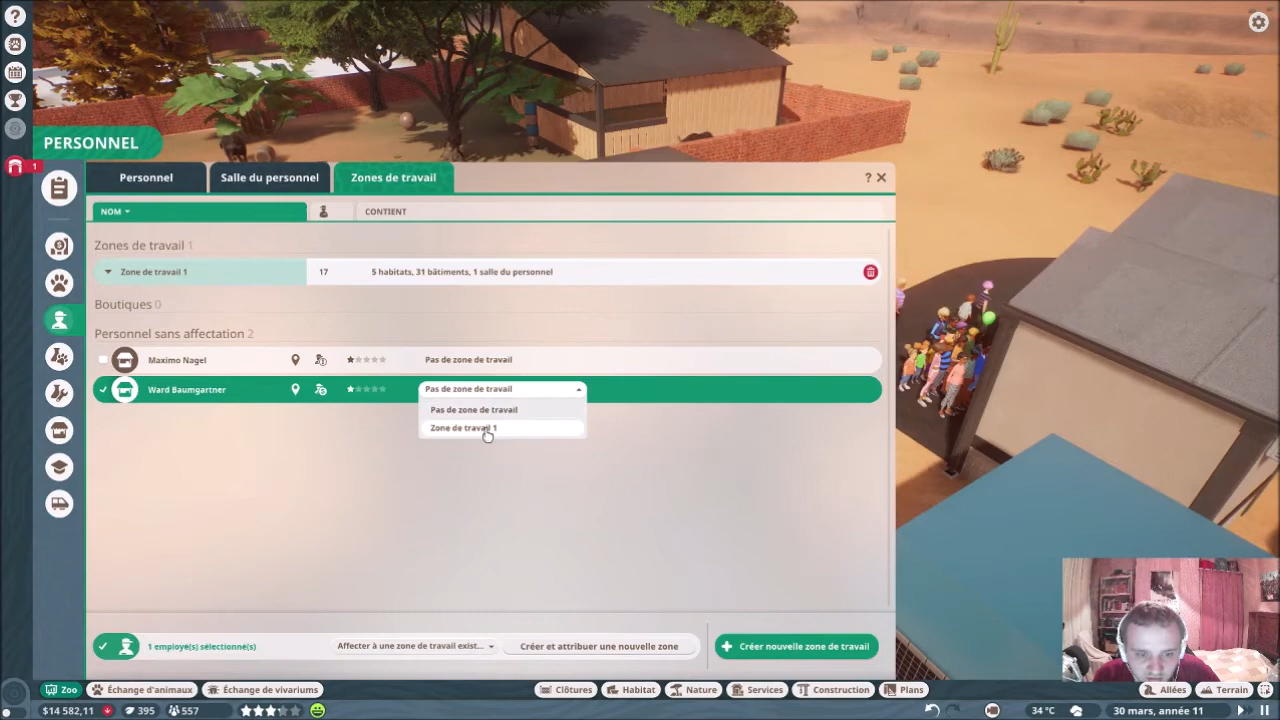 ?
1
PERSONNEL
Personnel
Salle du personnel
Zones de travail
?
NOM
CONTIENT
Zones de travail 1
Zone de travail 1
17
5 habitats, 31 bâtiments, 1 salle du personnel
Boutiques 0
Personnel sans affectation 2
Maximo Nagel
Pas de zone de travail
Ward Baumgartner
Pas de zone de travail
Pas de zone de travail
Zone de travail 1
1 employé(s) sélectionné(s)
Affecter à une zone de travail exist...
Créer et attribuer une nouvelle zone
Créer nouvelle zone de travail
Zoo
Échange d'animaux
Échange de vivariums
Clôtures
Habitat
Nature
Services
Construction
Plans
Allées
Terrain
$14 582,11
395
557
34 °C
30 mars, année 11